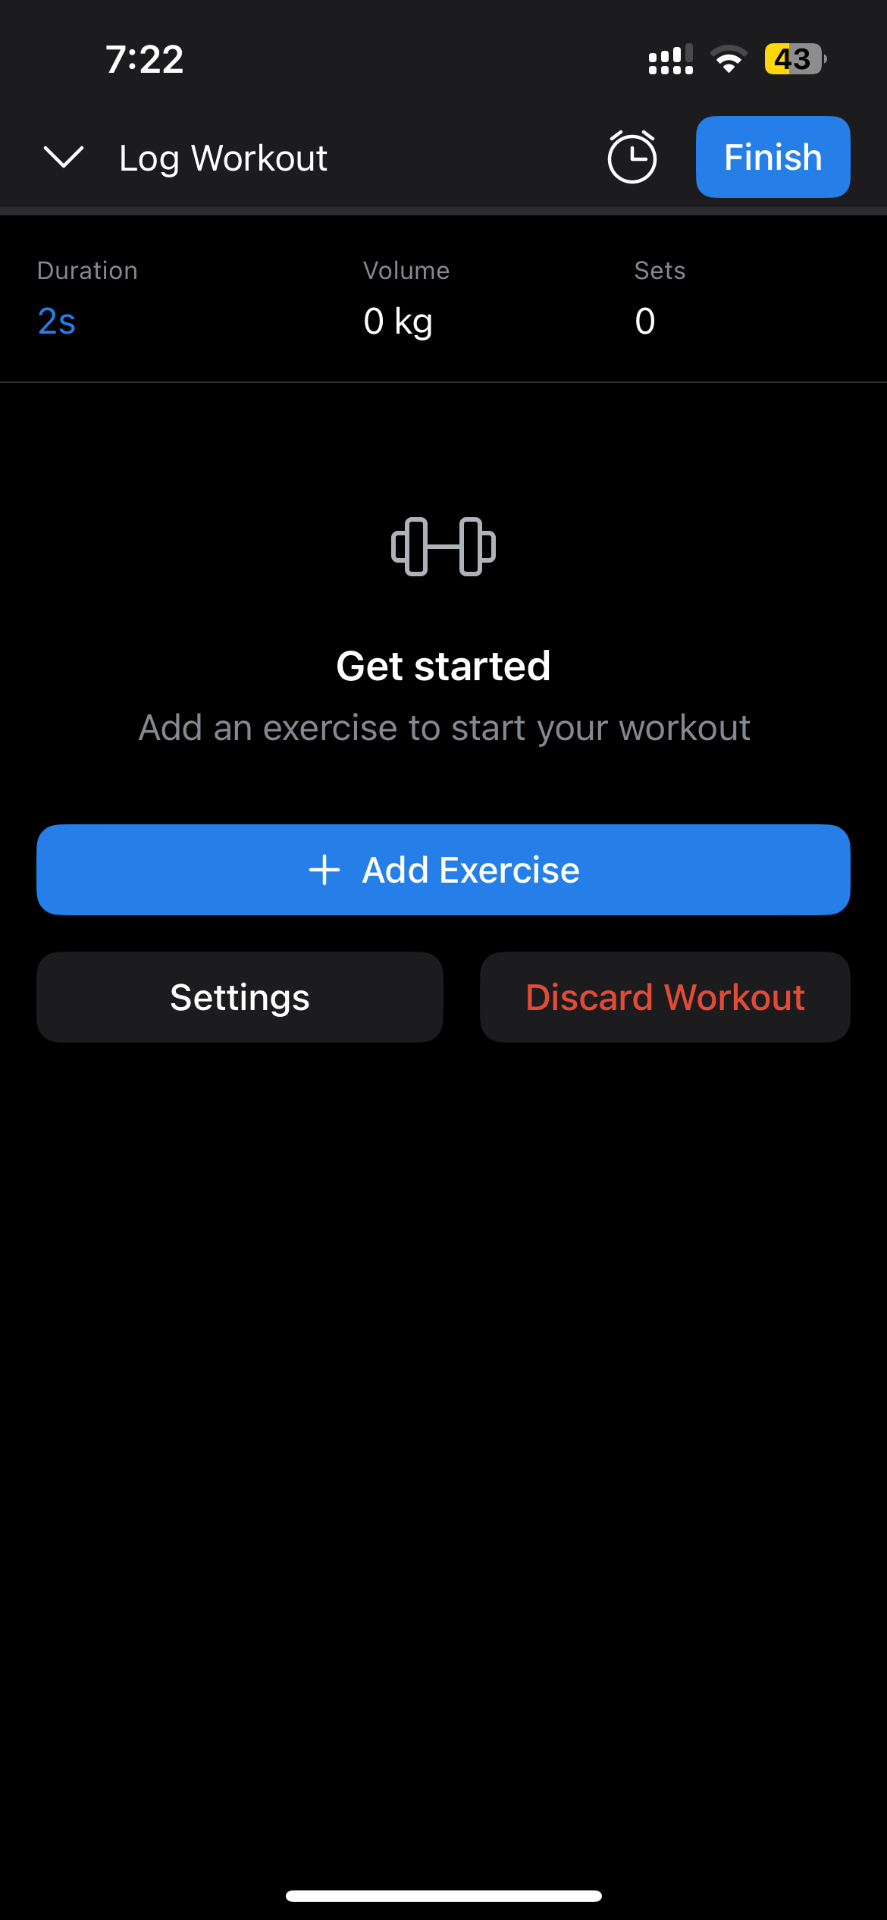 7:22
43
Log Workout
Finish
Duration
Volume
Sets
2s
0 kg
0
Get started
Add an exercise to start your workout
+ Add Exercise
Settings
Discard Workout